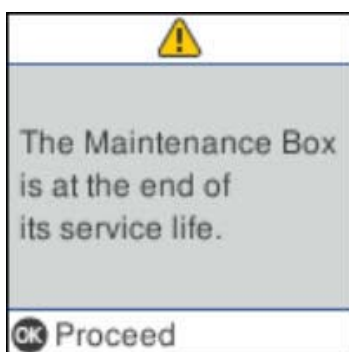 The Maintenance Box
is at the end of
its service life.
OK Proceed